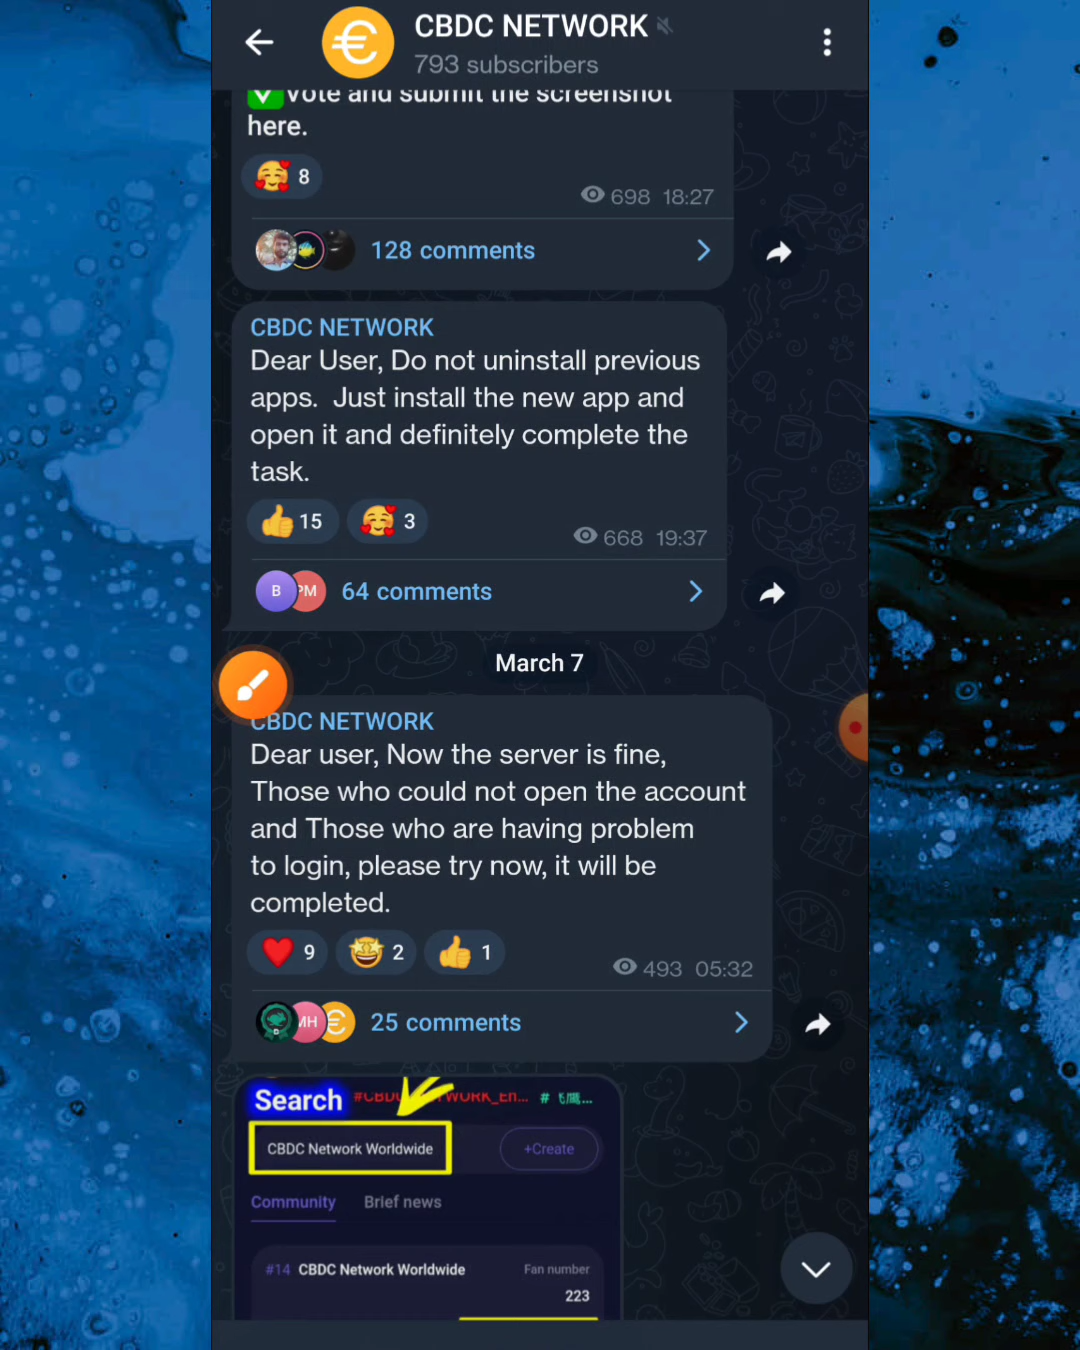 CBDC NETWORK
793 subscribers
Vote and submit the screenshot
here.
8
698 18:27
128 comments
CBDC NETWORK
Dear User, Do not uninstall previous
apps. Just install the new app and
open it and definitely complete the
task.
15
3
668 19:37
B
PM
64 comments
March 7
CBDC NETWORK
Dear user, Now the server is fine,
Those who could not open the account
and Those who are having problem
to login, please try now, it will be
completed.
9
2
1
493 05:32
MH
25 comments
Search
CBDC Network Worldwide
+Create
Community
Brief news
#14 CBDC Network Worldwide
Fan number
223